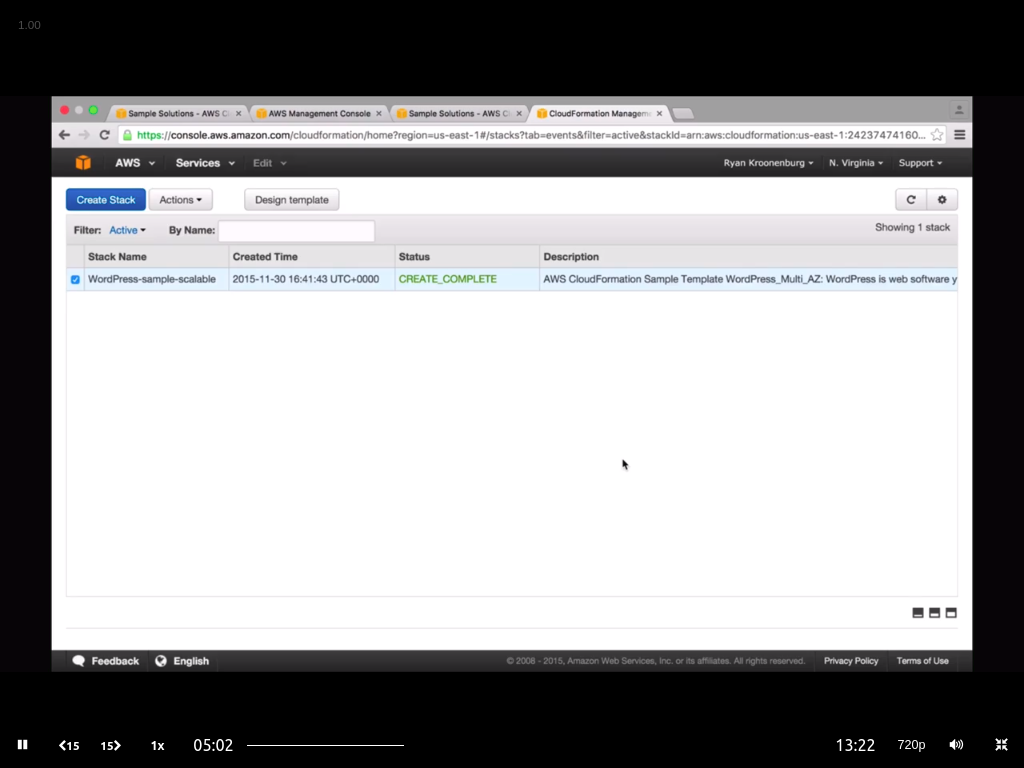 1.00
Sample Solutions - AWS C
AWS Management Console
Sample Solutions - AWS C
CloudFormation Managem
https://console.aws.amazon.com/cloudformation/home?region=us-east-1#/stacks?tab=events&filter=active&stackId=arn:aws:cloudformation:us-east-1:24237474160...
AWS Services Edit Ryan Kroonenburg N. Virginia Support
Create Stack Actions Design template
Filter: Active By Name: Showing 1 stack
Stack Name Created Time Status Description
WordPress-sample-scalable 2015-11-30 16:41:43 UTC+0000 CREATE_COMPLETE AWS CloudFormation Sample Template WordPress_Multi_AZ: WordPress is web software y
Feedback English © 2008 - 2015, Amazon Web Services, Inc. or its affiliates. All rights reserved. Privacy Policy Terms of Use
15 15 1x 05:02 13:22 720p